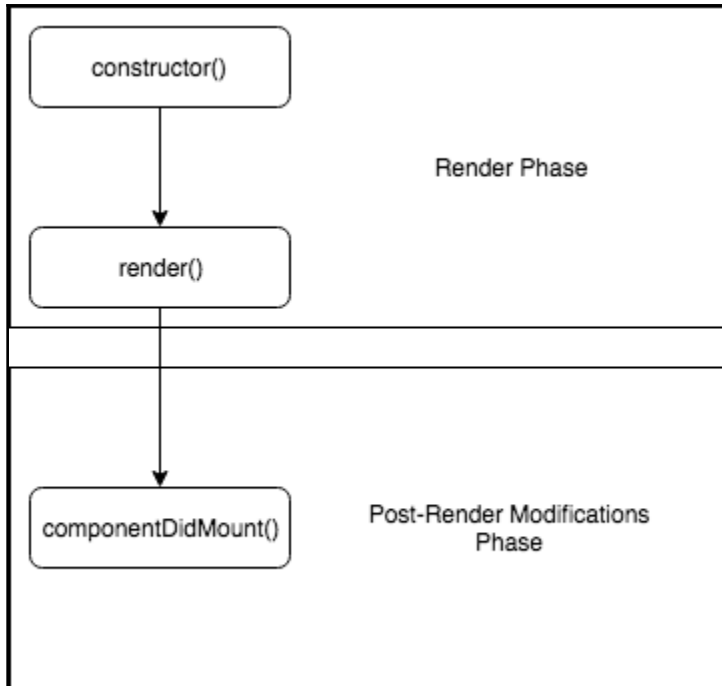 constructor()
Render Phase
render()
componentDidMount()
Post-Render Modifications
Phase